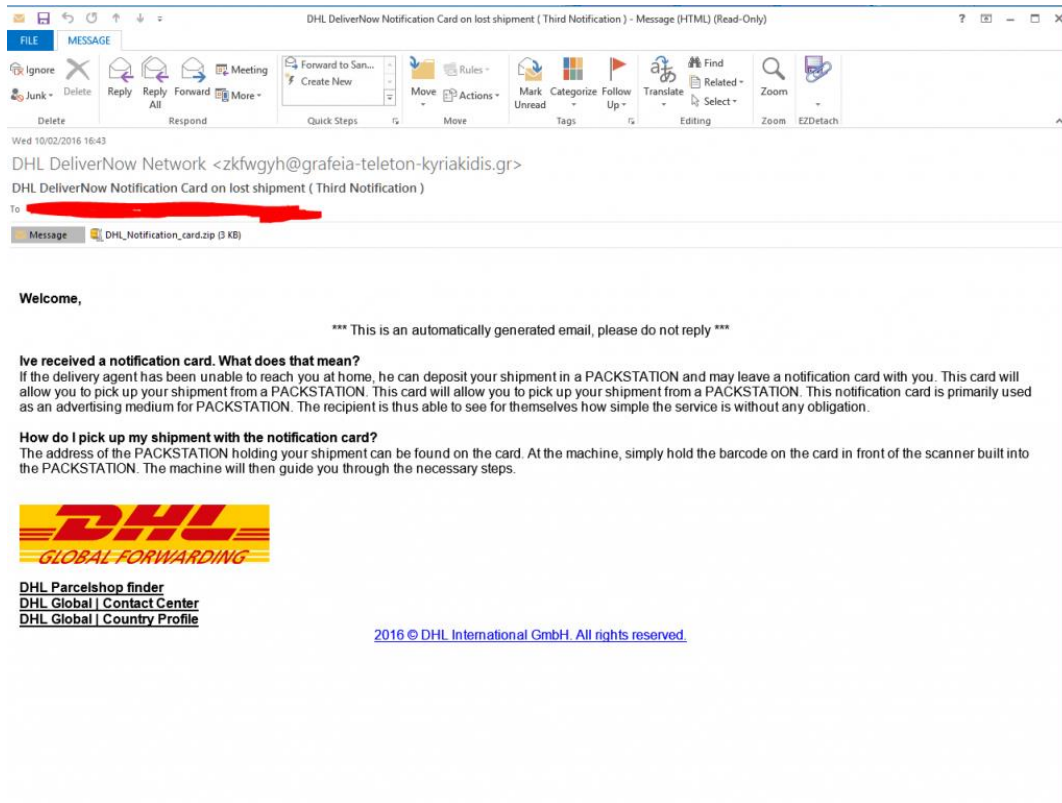 DHL DeliverNow Notification Card on lost shipment ( Third Notification ) - Message (HTML) (Read-Only)
FILE MESSAGE
Ignore
Junk
Delete
Reply
Reply All
Forward
Meeting
More
Forward to San...
Create New
Move
Rules
Actions
Mark Unread
Categorize
Follow Up
Translate
Find
Related
Select
Zoom
Delete Respond Quick Steps Move Tags Editing Zoom EZDetach
Wed 10/02/2016 16:43
DHL DeliverNow Network <zkfwgyh@grafeia-teleton-kyriakidis.gr>
DHL DeliverNow Notification Card on lost shipment ( Third Notification )
To
Message DHL_Notification_card.zip (3 KB)
Welcome,
*** This is an automatically generated email, please do not reply ***
Ive received a notification card. What does that mean?
If the delivery agent has been unable to reach you at home, he can deposit your shipment in a PACKSTATION and may leave a notification card with you. This card will
allow you to pick up your shipment from a PACKSTATION. This card will allow you to pick up your shipment from a PACKSTATION. This notification card is primarily used
as an advertising medium for PACKSTATION. The recipient is thus able to see for themselves how simple the service is without any obligation.
How do I pick up my shipment with the notification card?
The address of the PACKSTATION holding your shipment can be found on the card. At the machine, simply hold the barcode on the card in front of the scanner built into
the PACKSTATION. The machine will then guide you through the necessary steps.
DHL
GLOBAL FORWARDING
DHL Parcelshop finder
DHL Global | Contact Center
DHL Global | Country Profile
2016 © DHL International GmbH. All rights reserved.